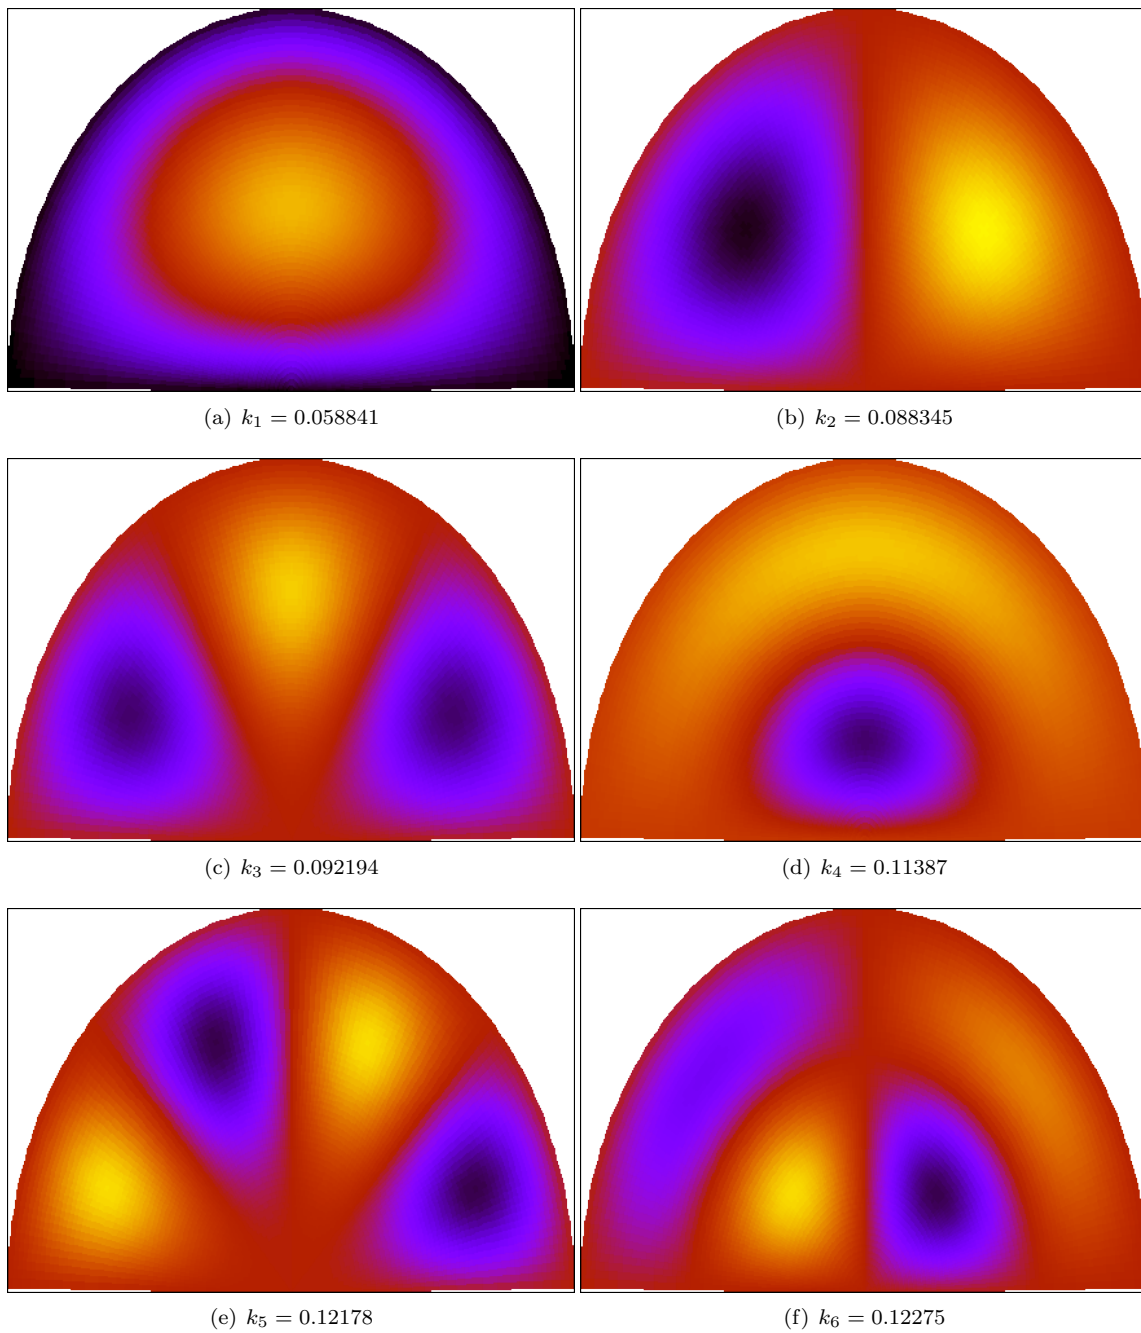 (a) k₁ = 0.058841
(b) k₂ = 0.088345
(c) k₃ = 0.092194
(d) k₄ = 0.11387
(e) k₅ = 0.12178
(f) k₆ = 0.12275